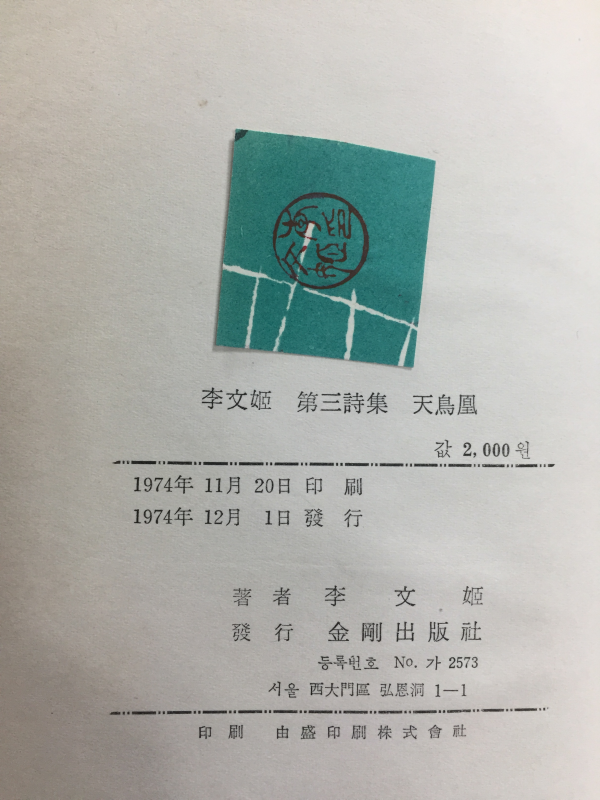 李文姬 第三詩集 天鳥凰
값 2,000원
1974年 11月 20日 印 刷
1974年 12月 1日 發 行
著 者 李 文 姬
發 行 金剛出版社
등록번호 No. 가 2573
서울 西大門區 弘恩洞 1—1
印 刷 由盛印刷株式會社